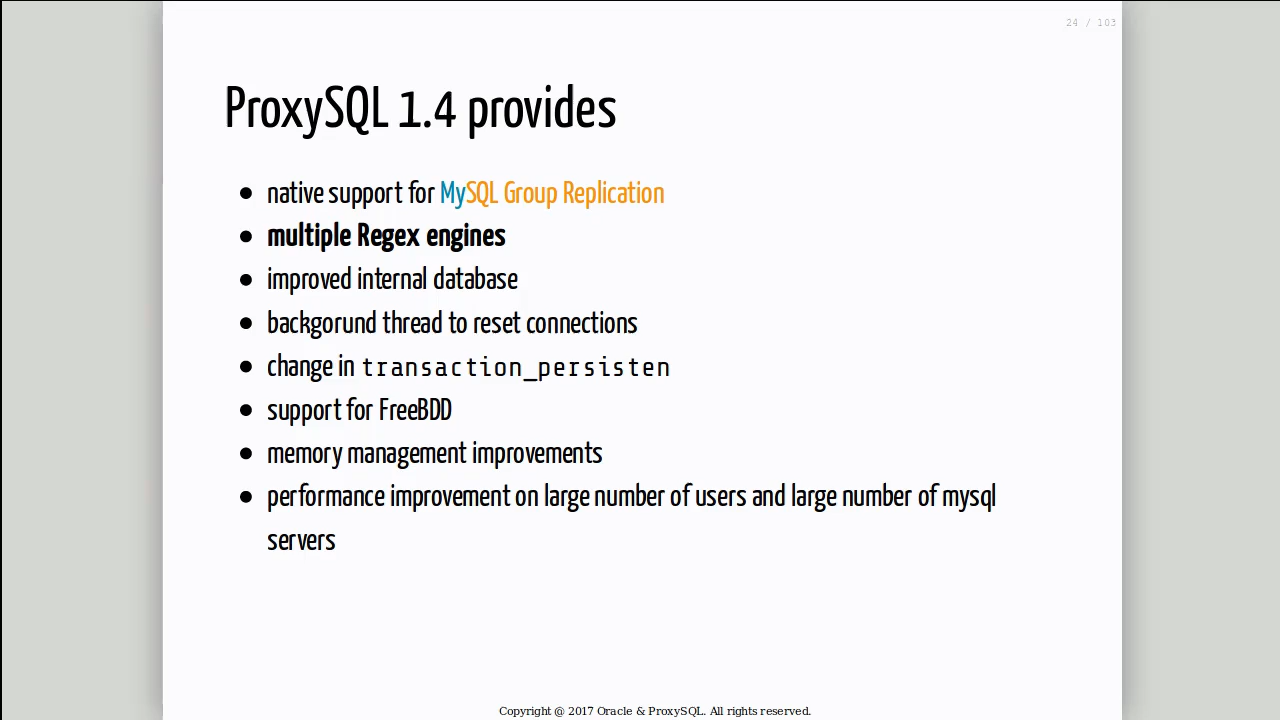 24 / 103
ProxySQL 1.4 provides
native support for MySQL Group Replication
multiple Regex engines
improved internal database
backgorund thread to reset connections
change in transaction_persisten
support for FreeBDD
memory management improvements
performance improvement on large number of users and large number of mysql
servers
Copyright @ 2017 Oracle & ProxySQL. All rights reserved.